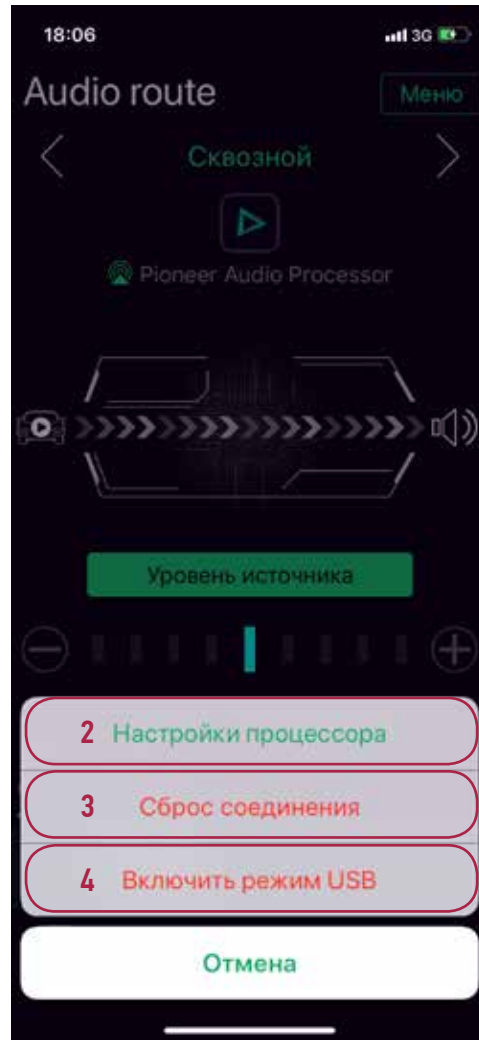 18:06 3G
Audio route Меню
Сквозной
Pioneer Audio Processor
Уровень источника
2 Настройки процессора
3 Сброс соединения
4 Включить режим USB
Отмена